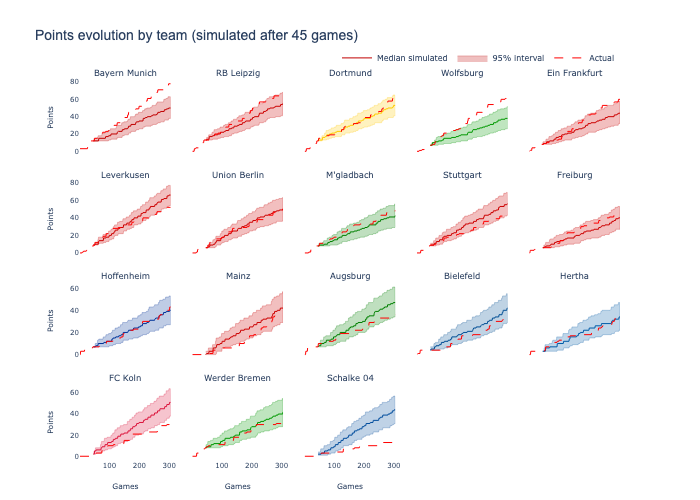 Points evolution by team (simulated after 45 games)
Median simulated 95% interval Actual
Bayern Munich RB Leipzig Dortmund Wolfsburg Ein Frankfurt
80
60
40
20
0
Points
Leverkusen Union Berlin M'gladbach Stuttgart Freiburg
80
60
40
20
0
Points
Hoffenheim Mainz Augsburg Bielefeld Hertha
60
40
20
0
Points
FC Koln Werder Bremen Schalke 04
60
40
20
0
Points
100 200 300 100 200 300 100 200 300
Games Games